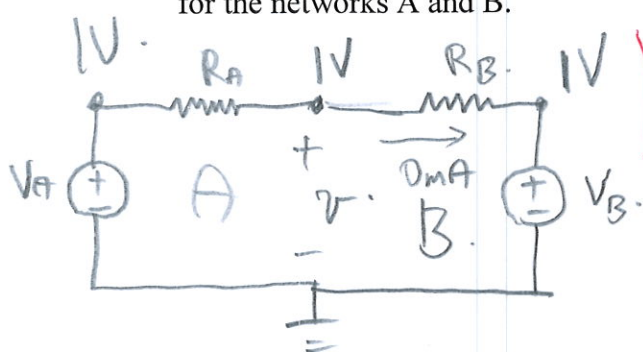 for the networks A and B.
1V. RA 1V RB. 1V
+
VA + - A v. 0mA + - VB.
B.
-